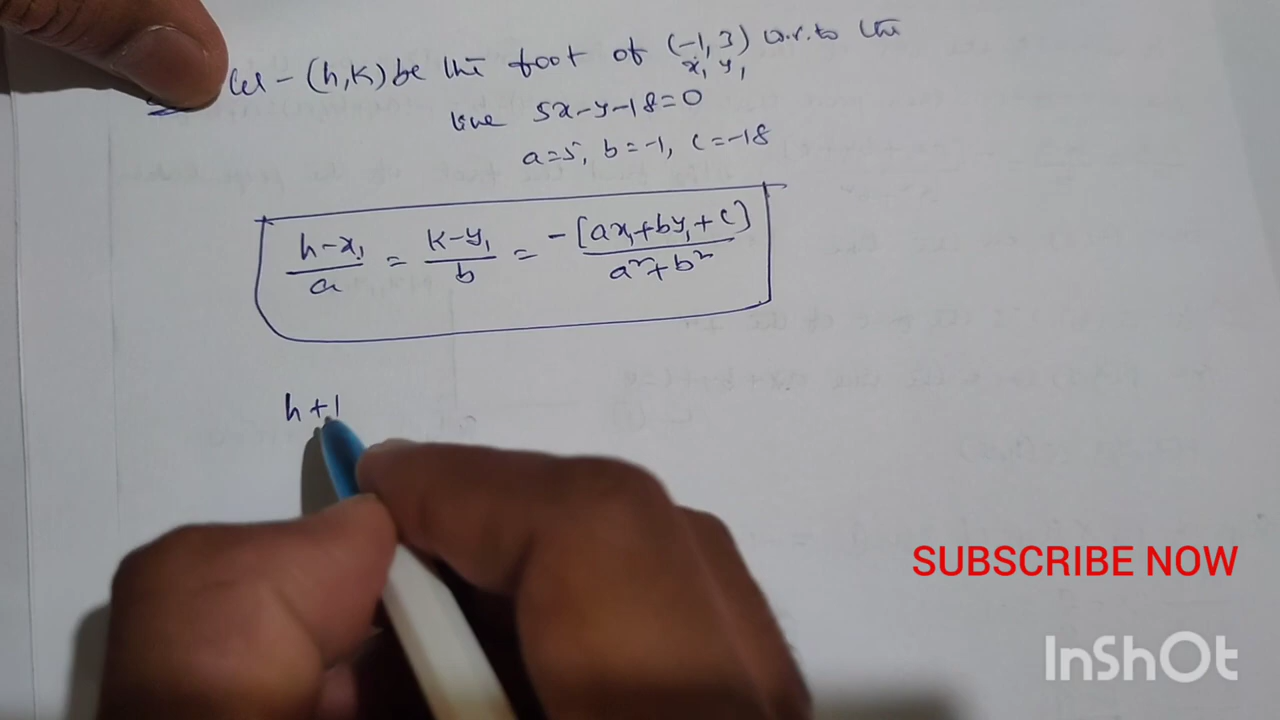 Let - (h,k) be the foot of (-1, 3) w.r.to the
x₁ y₁
line 5x-y-18=0
a=5, b=-1, c=-18
h-x₁/a = k-y₁/b = -[ax₁+by₁+c]/a²+b²
h+1
SUBSCRIBE NOW
InShOt